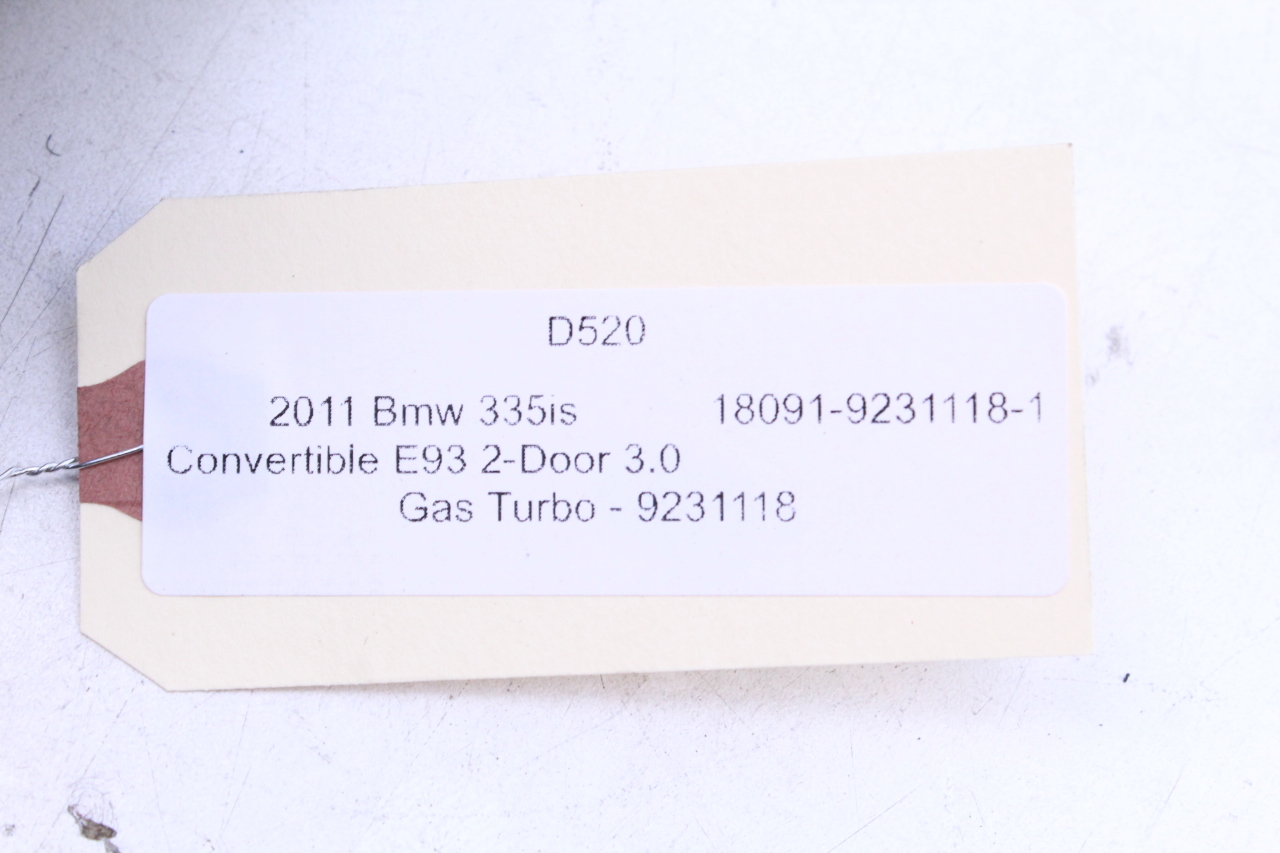 D520
2011 Bmw 335is 18091-9231118-1
Convertible E93 2-Door 3.0
Gas Turbo - 9231118